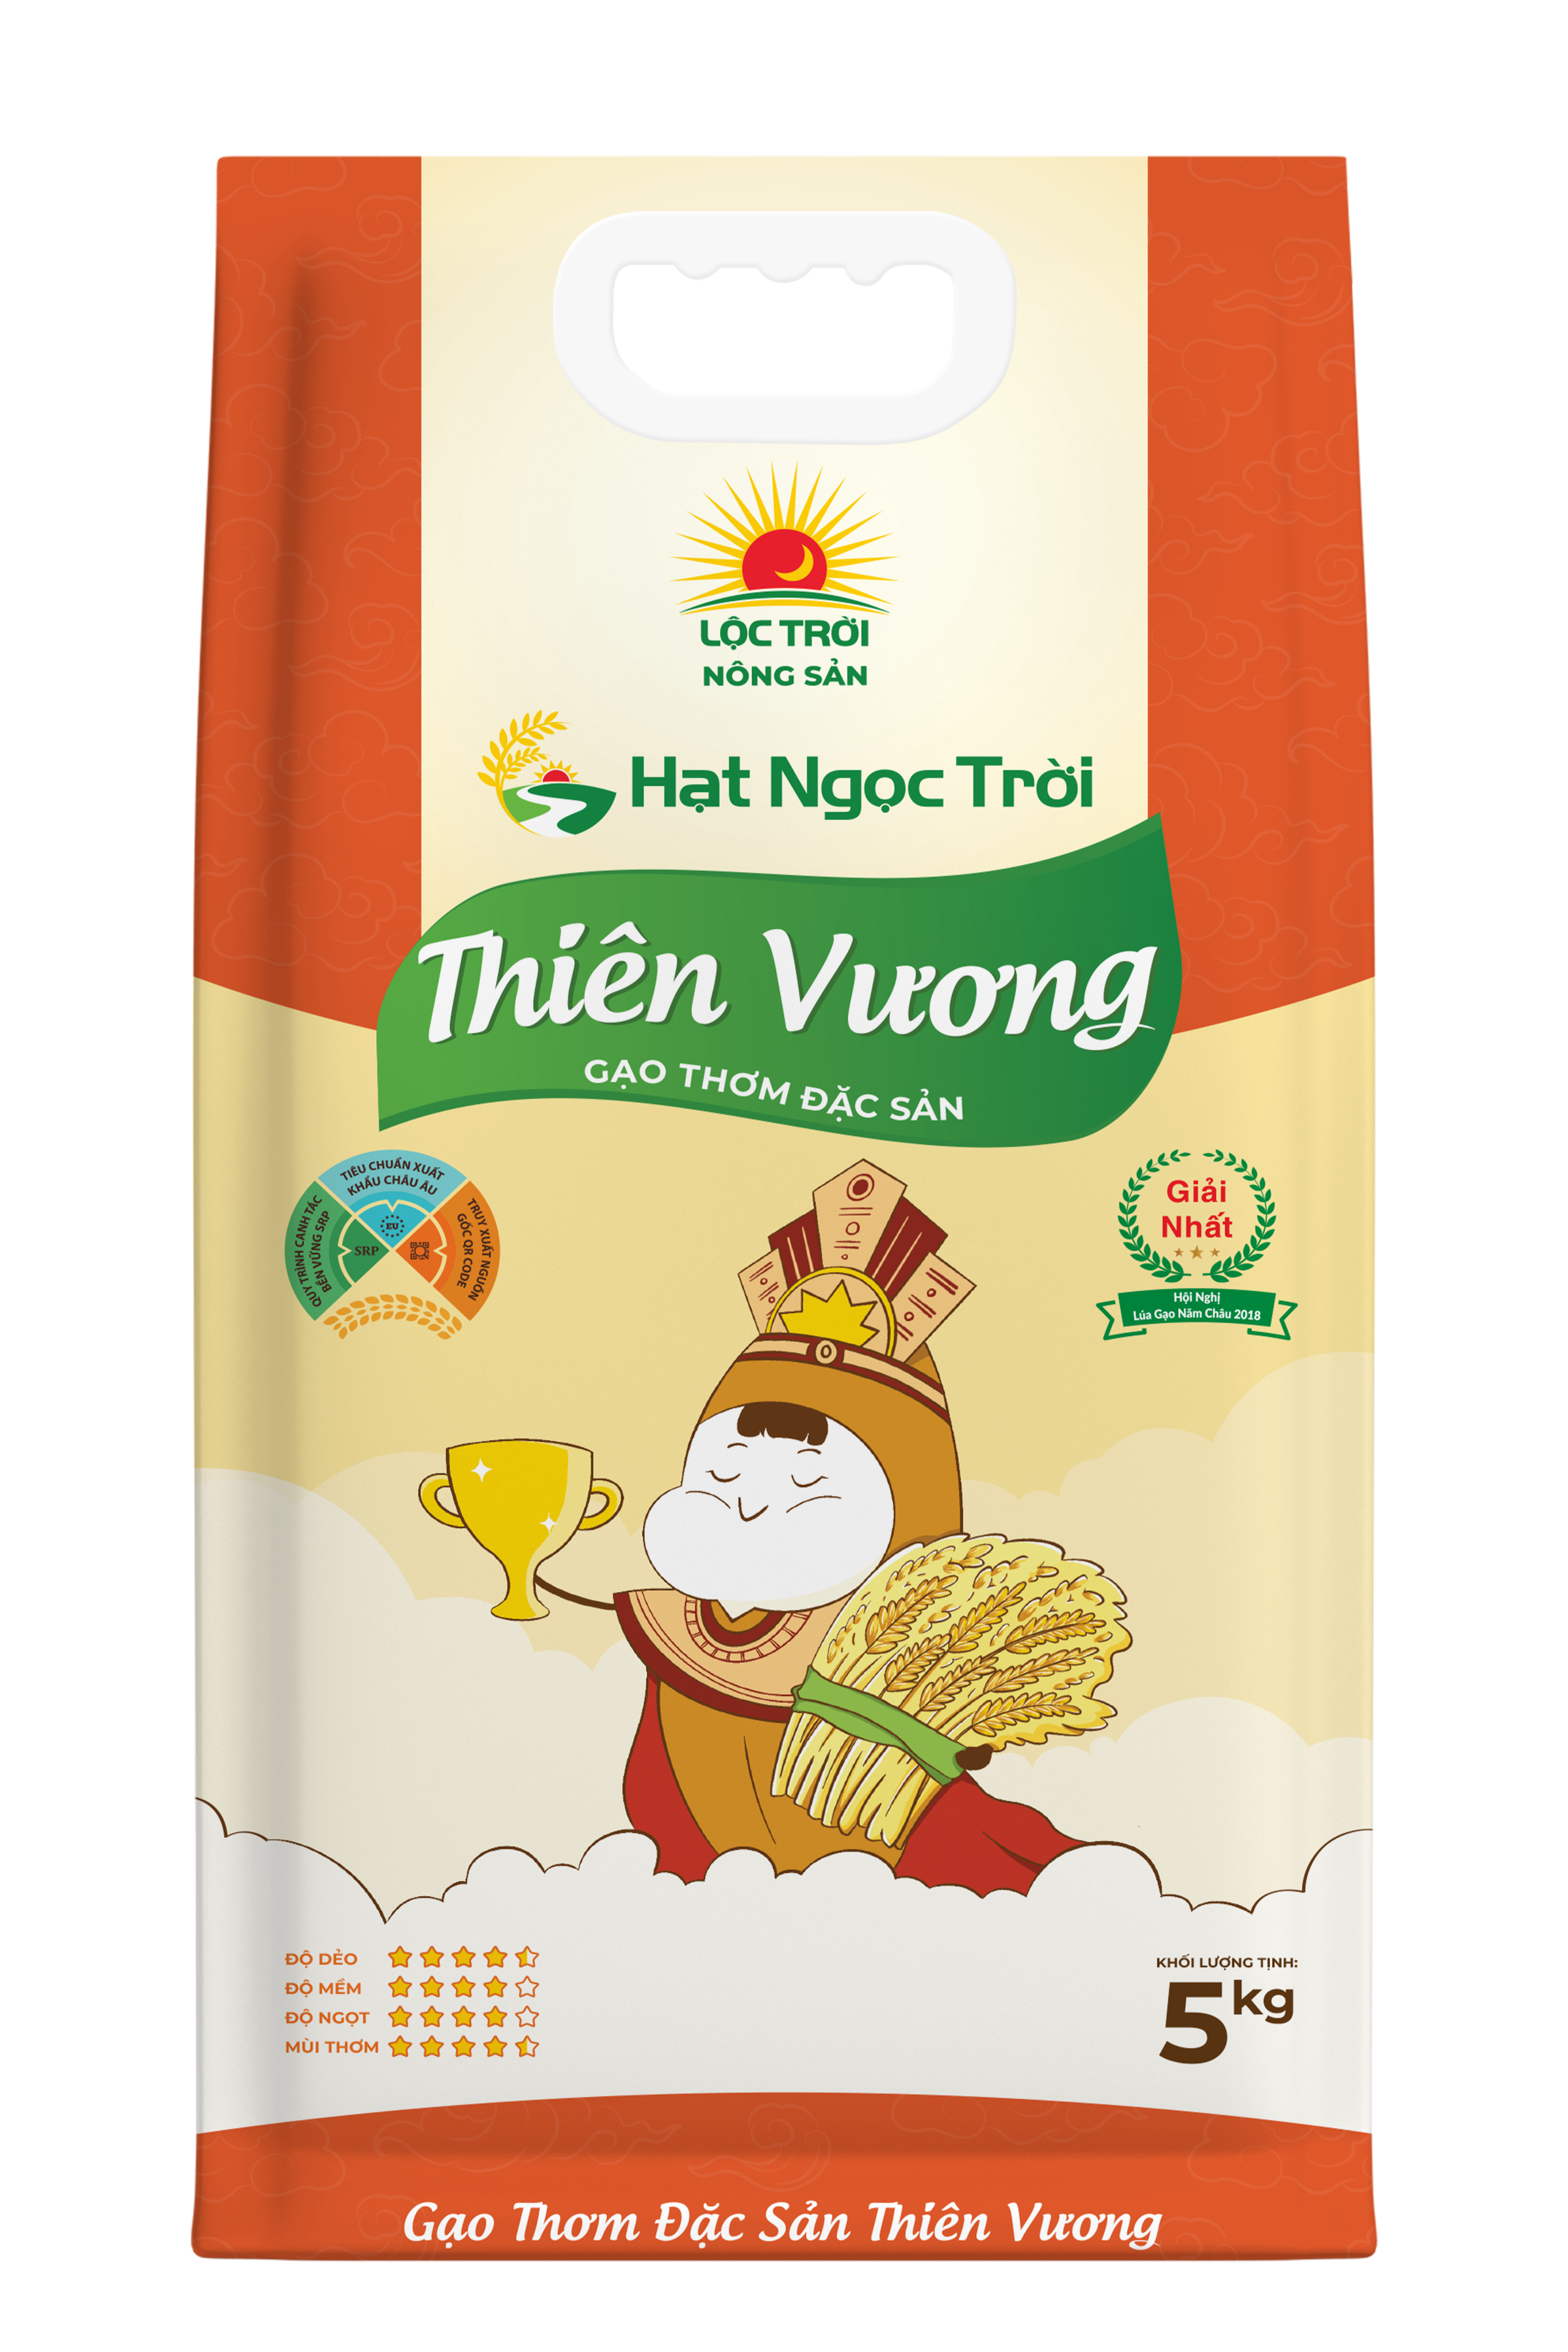 LỘC TRỜI
NÔNG SẢN
Hạt Ngọc Trời
Thiên Vương
GẠO THƠM ĐẶC SẢN
TIÊU CHUẨN XUẤT
KHẨU CHÂU ÂU
EU
QUY TRÌNH CANH TÁC
BỀN VỮNG SRP
SRP
TRUY XUẤT NGUỒN
GỐC QR CODE
Giải
Nhất
Hội Nghị
Lúa Gạo Năm Châu 2018
ĐỘ DẺO
ĐỘ MỀM
ĐỘ NGỌT
MÙI THƠM
KHỐI LƯỢNG TỊNH:
5kg
Gạo Thơm Đặc Sản Thiên Vương